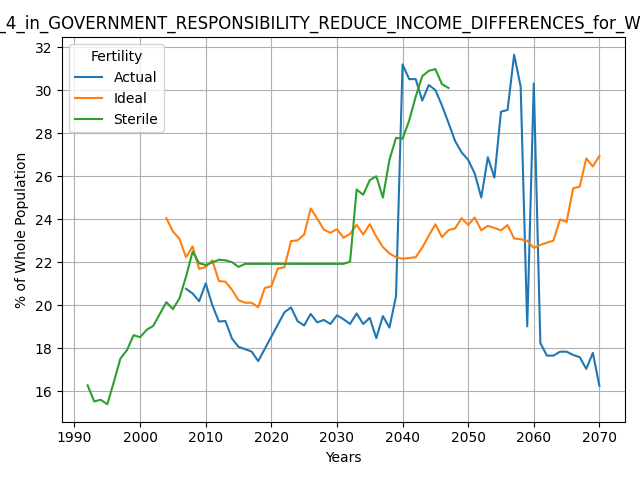 _4_in_GOVERNMENT_RESPONSIBILITY_REDUCE_INCOME_DIFFERENCES_for_W
Fertility
Actual
Ideal
Sterile
% of Whole Population
32
30
28
26
24
22
20
18
16
1990 2000 2010 2020 2030 2040 2050 2060 2070
Years